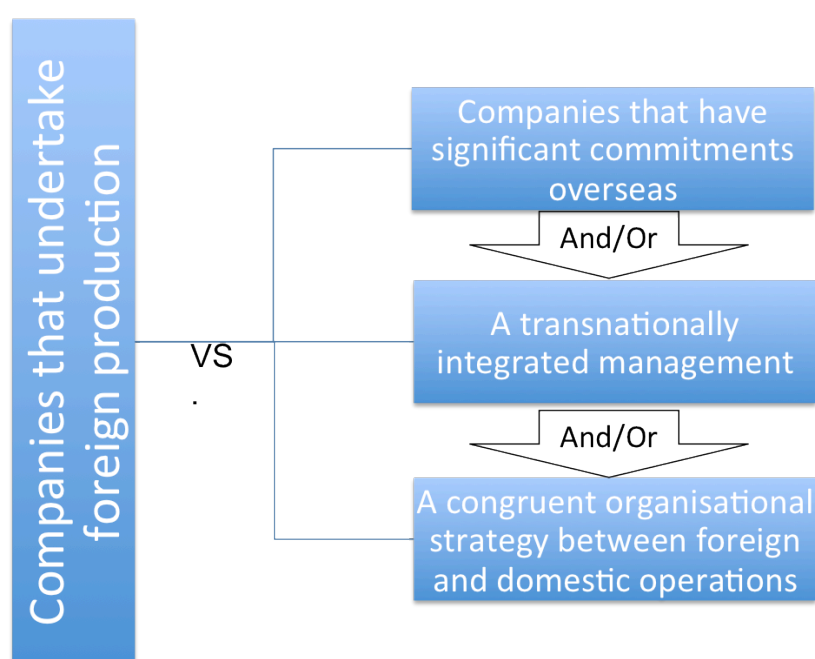 Companies that undertake
foreign production
VS
.
Companies that have
significant commitments
overseas
And/Or
A transnationally
integrated management
And/Or
A congruent organisational
strategy between foreign
and domestic operations